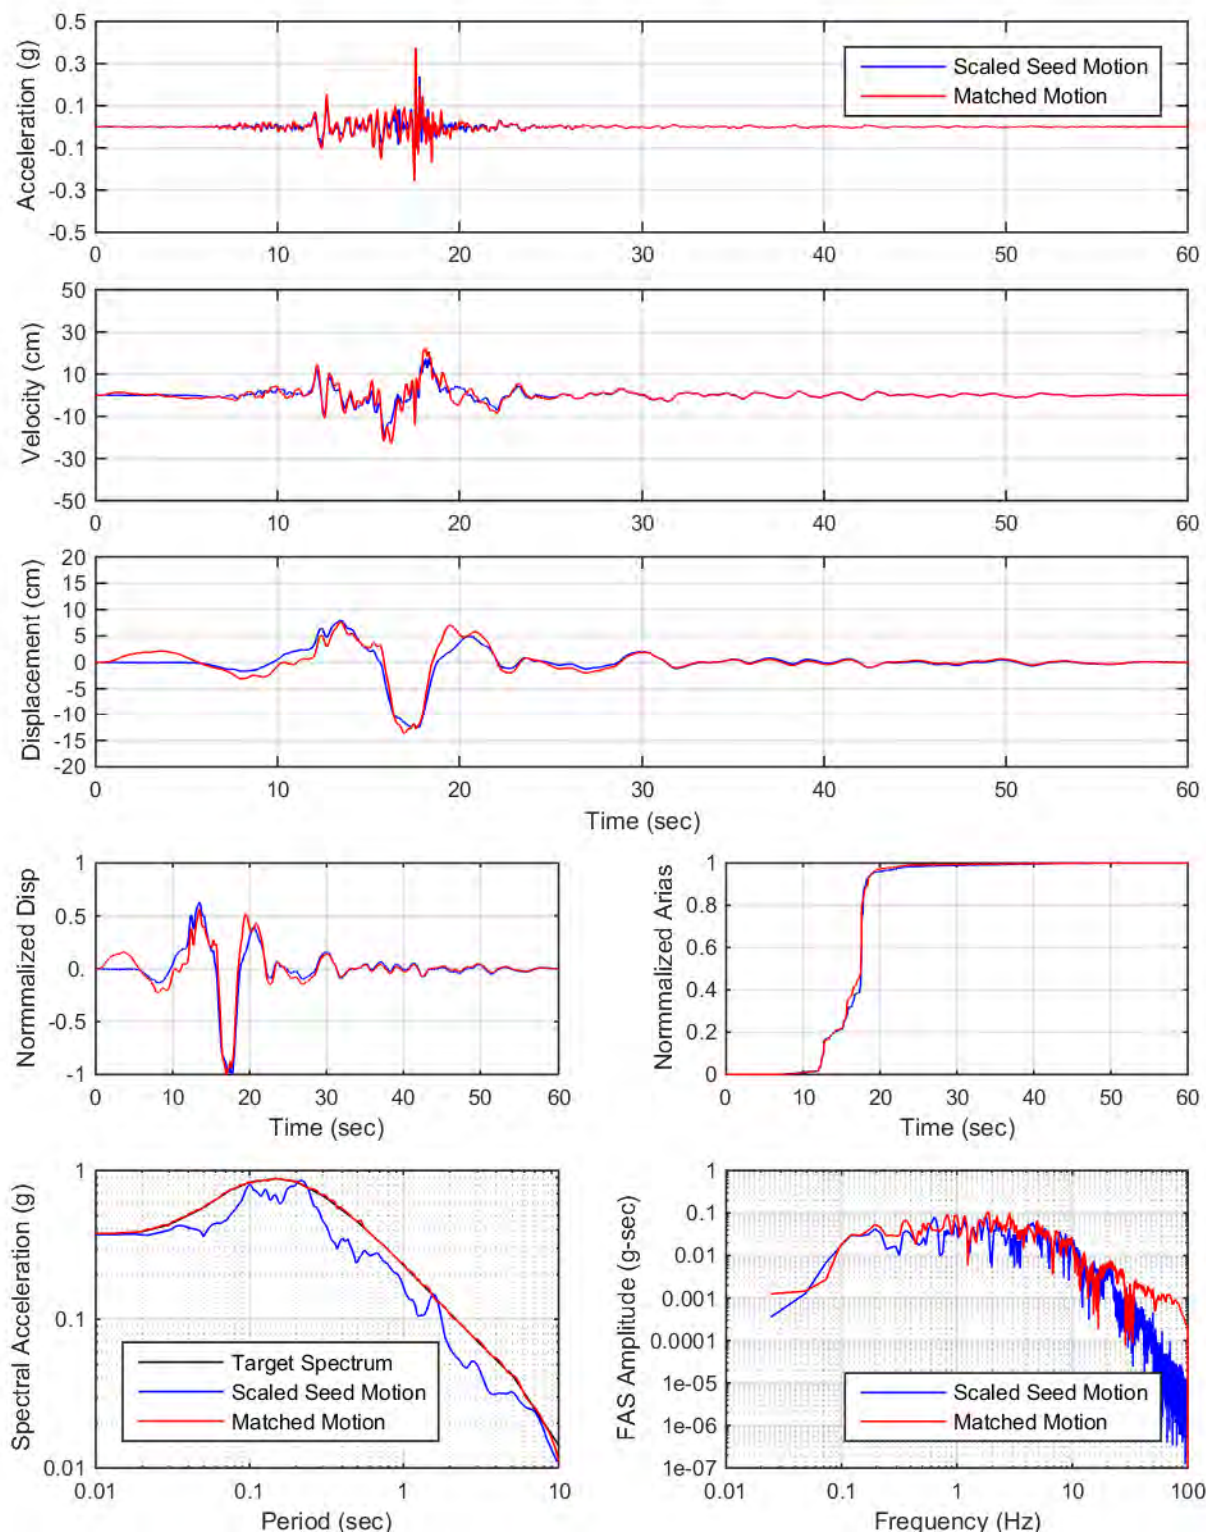 Acceleration (g)
0.5
0.3
0.1
-0.1
-0.3
-0.5
Scaled Seed Motion
Matched Motion
0 10 20 30 40 50 60
Velocity (cm)
50
30
10
-10
-30
-50
0 10 20 30 40 50 60
Displacement (cm)
20
15
10
5
0
-5
-10
-15
-20
0 10 20 30 40 50 60
Time (sec)
Normmalized Disp
1
0.5
0
-0.5
-1
0 10 20 30 40 50 60
Time (sec)
Normmalized Arias
1
0.8
0.6
0.4
0.2
0
0 10 20 30 40 50 60
Time (sec)
Spectral Acceleration (g)
1
0.1
0.01
Target Spectrum
Scaled Seed Motion
Matched Motion
0.01 0.1 1 10
Period (sec)
FAS Amplitude (g-sec)
1
0.1
0.01
0.001
0.0001
1e-05
1e-06
1e-07
Scaled Seed Motion
Matched Motion
0.01 0.1 1 10 100
Frequency (Hz)